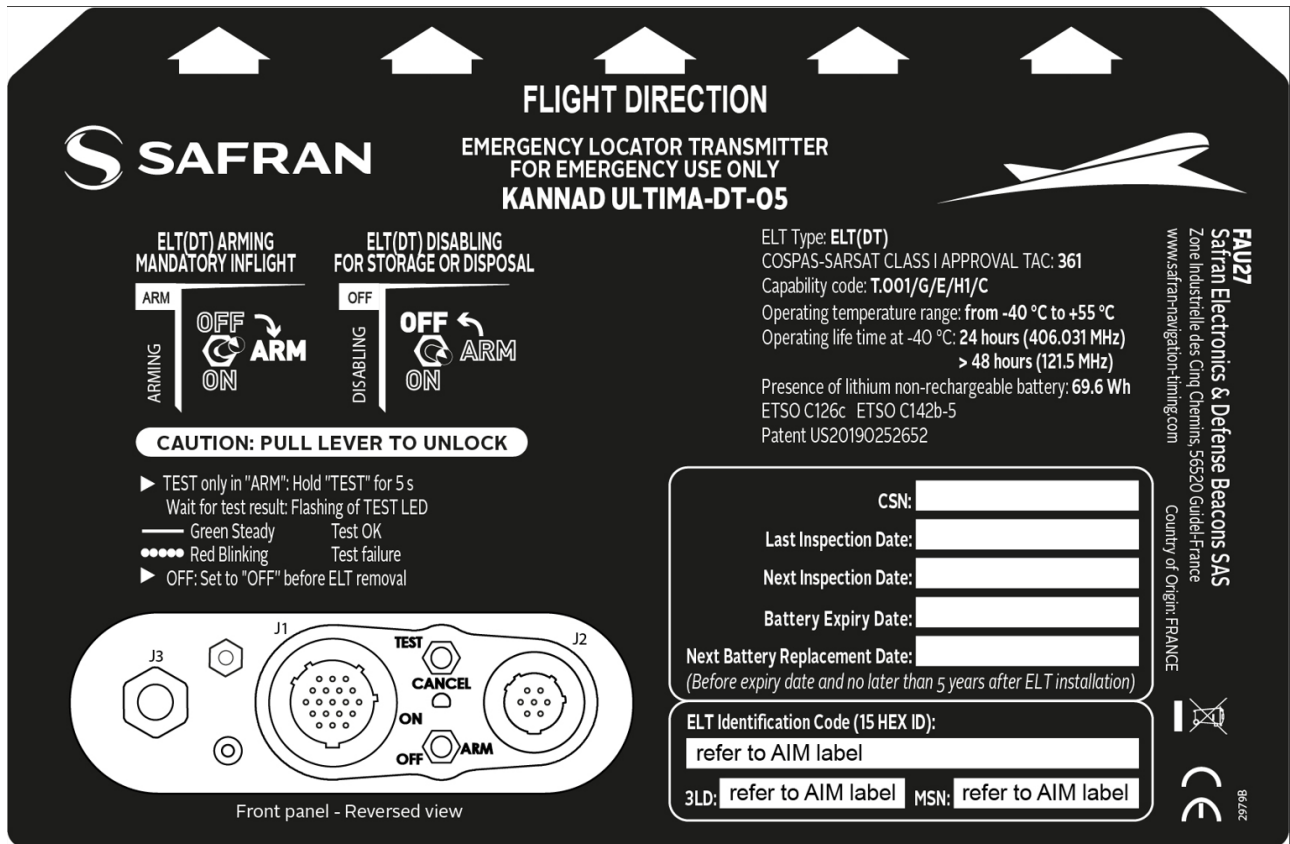 FLIGHT DIRECTION
SAFRAN
EMERGENCY LOCATOR TRANSMITTER
FOR EMERGENCY USE ONLY
KANNAD ULTIMA-DT-05
ELT(DT) ARMING
MANDATORY INFLIGHT
ARM
ARMING
OFF
ARM
ON
ELT(DT) DISABLING
FOR STORAGE OR DISPOSAL
OFF
DISABLING
OFF
ARM
ON
CAUTION: PULL LEVER TO UNLOCK
TEST only in "ARM": Hold "TEST" for 5 s
Wait for test result: Flashing of TEST LED
Green Steady Test OK
Red Blinking Test failure
OFF: Set to "OFF" before ELT removal
J3
J1
TEST
CANCEL
ON
OFF
ARM
J2
Front panel - Reversed view
ELT Type: ELT(DT)
COSPAS-SARSAT CLASS I APPROVAL TAC: 361
Capability code: T.001/G/E/H1/C
Operating temperature range: from -40 °C to +55 °C
Operating life time at -40 °C: 24 hours (406.031 MHz)
> 48 hours (121.5 MHz)
Presence of lithium non-rechargeable battery: 69.6 Wh
ETSO C126c ETSO C142b-5
Patent US20190252652
CSN:
Last Inspection Date:
Next Inspection Date:
Battery Expiry Date:
Next Battery Replacement Date:
(Before expiry date and no later than 5 years after ELT installation)
ELT Identification Code (15 HEX ID):
refer to AIM label
3LD: refer to AIM label MSN: refer to AIM label
FAU27
Safran Electronics & Defense Beacons SAS
Zone Industrielle des Cinq Chemins, 56520 Guidel-France
www.safran-navigation-timing.com Country of Origin: FRANCE
CE
29798